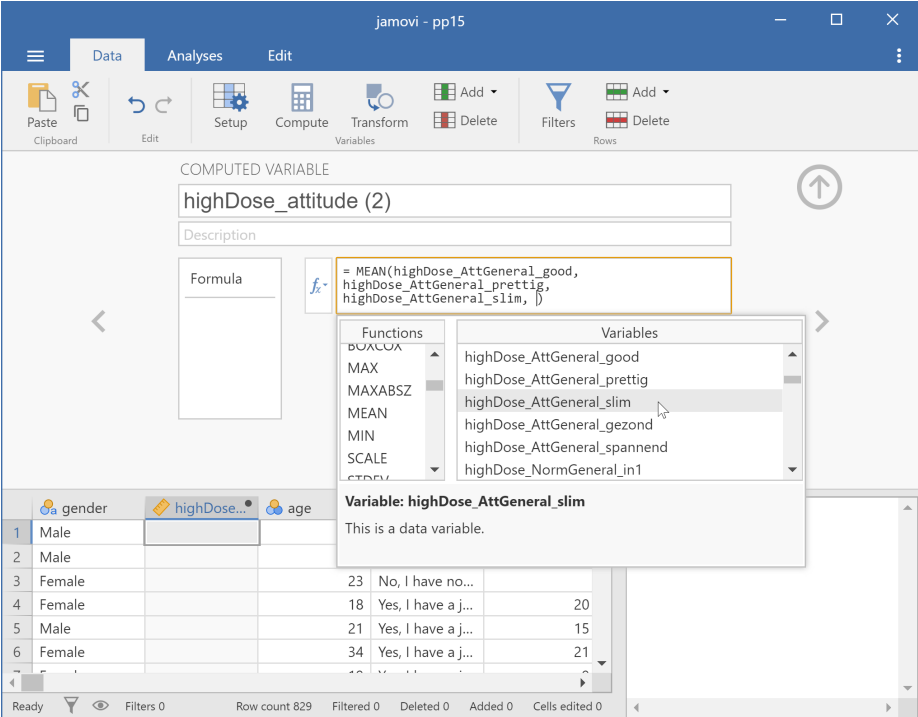 jamovi - pp15
Data Analyses Edit
Paste
Clipboard
Edit
Setup Compute Transform
Add
Delete
Variables
Filters
Add
Delete
Rows
COMPUTED VARIABLE
highDose_attitude (2)
Description
Formula
fx
= MEAN(highDose_AttGeneral_good,
highDose_AttGeneral_prettig,
highDose_AttGeneral_slim, )
Functions
BOXCOX
MAX
MAXABSZ
MEAN
MIN
SCALE
STDEV
Variables
highDose_AttGeneral_good
highDose_AttGeneral_prettig
highDose_AttGeneral_slim
highDose_AttGeneral_gezond
highDose_AttGeneral_spannend
highDose_NormGeneral_in1
Variable: highDose_AttGeneral_slim
This is a data variable.
gender highDose... age
1 Male
2 Male
3 Female 23 No, I have no...
4 Female 18 Yes, I have a j... 20
5 Male 21 Yes, I have a j... 15
6 Female 34 Yes, I have a j... 21
Ready Filters 0 Row count 829 Filtered 0 Deleted 0 Added 0 Cells edited 0